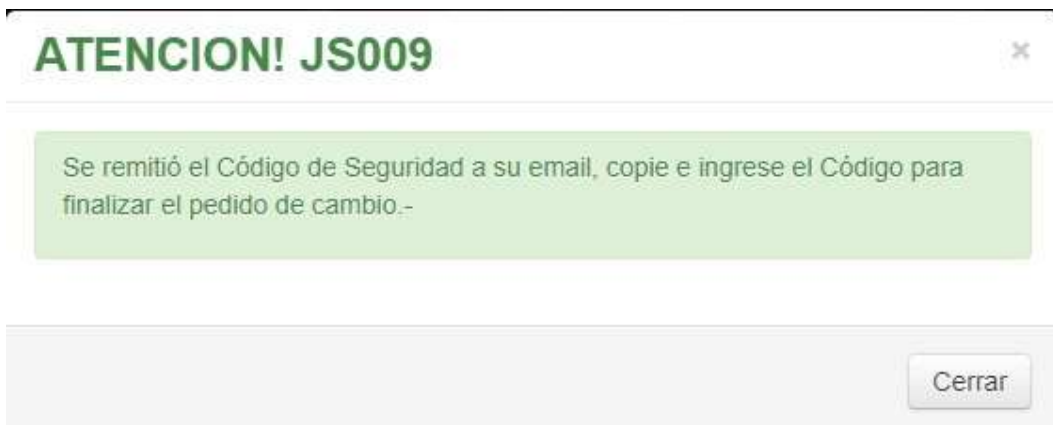 ATENCION! JS009
×
Se remitió el Código de Seguridad a su email, copie e ingrese el Código para
finalizar el pedido de cambio.-
Cerrar